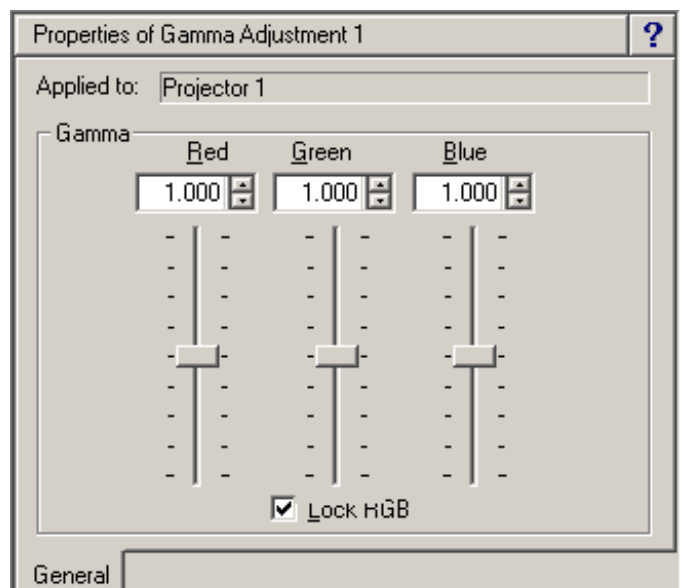 Properties of Gamma Adjustment 1 ?
Applied to: Projector 1
Gamma
Red Green Blue
1.000 1.000 1.000
Lock RGB
General